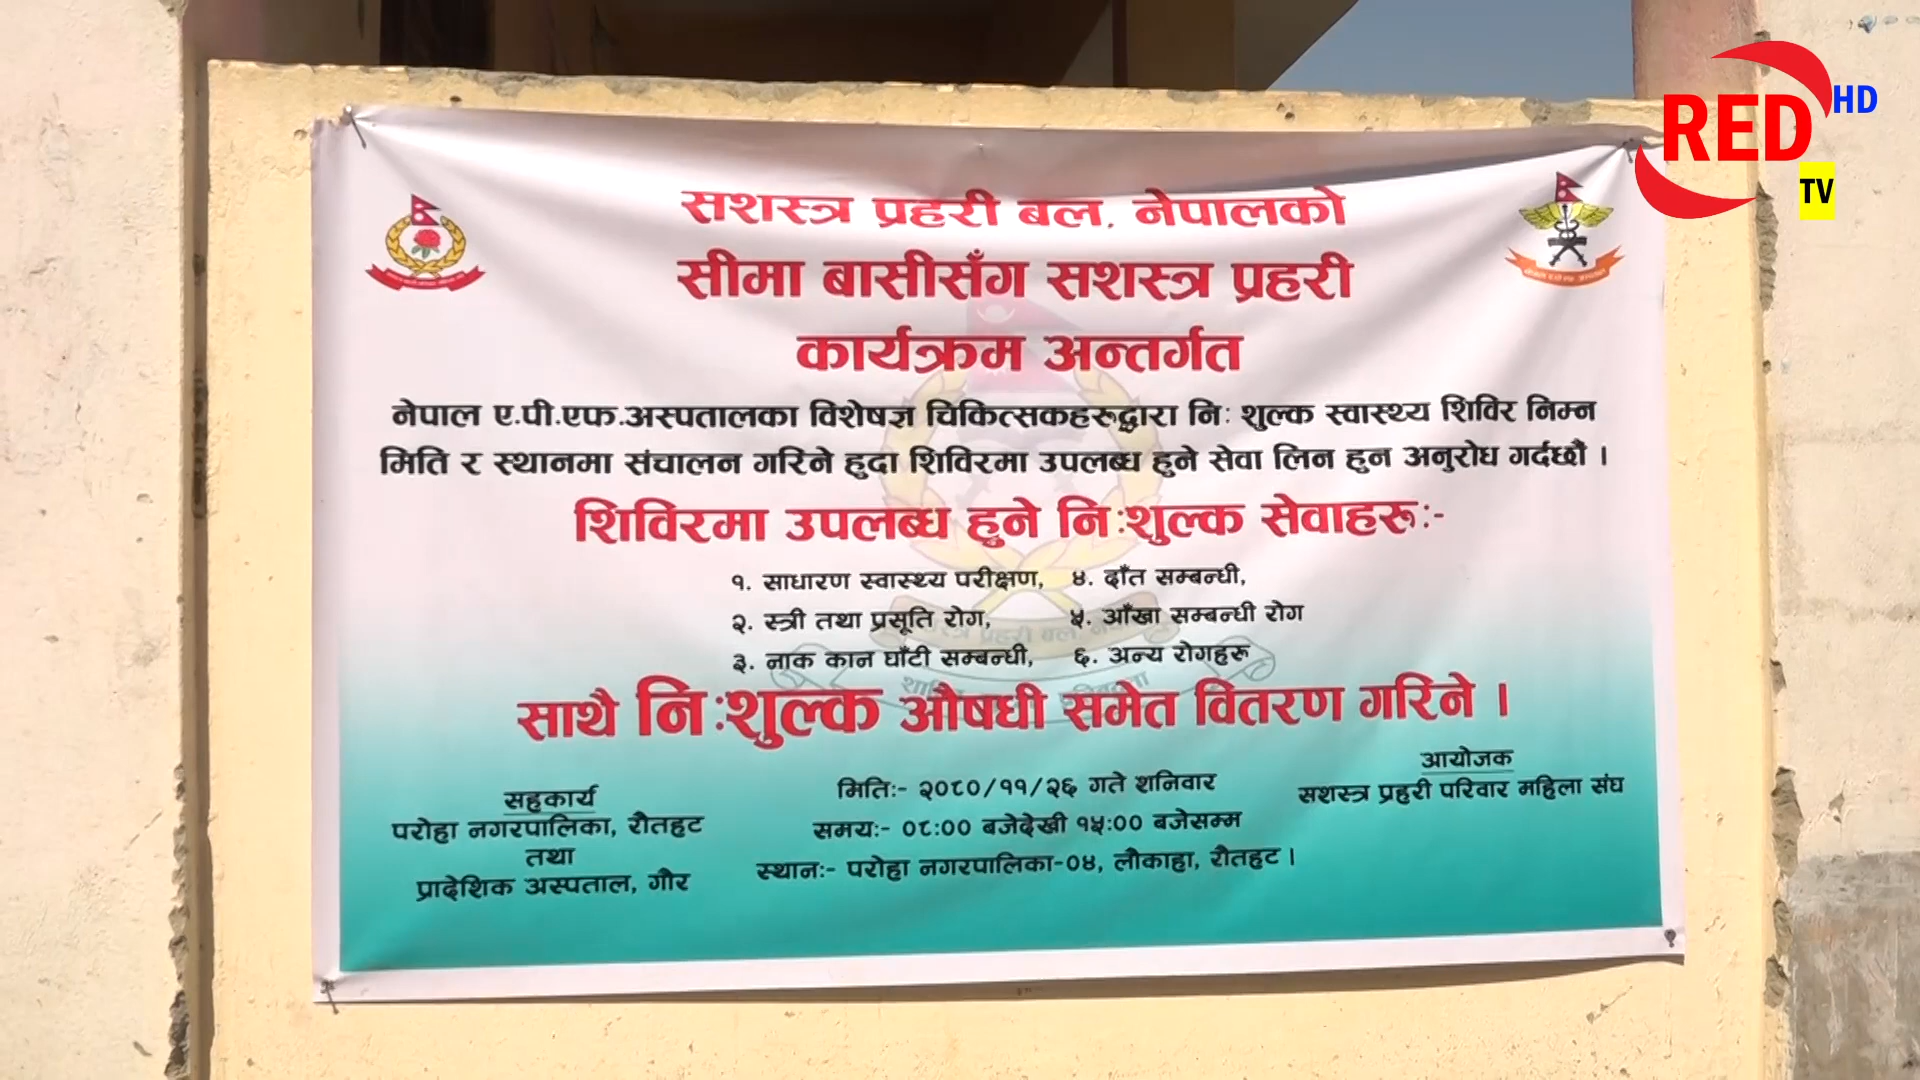 सशस्त्र प्रहरी बल, नेपालको
सीमा बासीसँग सशस्त्र प्रहरी
कार्यक्रम अन्तर्गत
नेपाल ए.पी.एफ.अस्पतालका विशेषज्ञ चिकित्सकहरुद्वारा निः शुल्क स्वास्थ्य शिविर निम्न
मिति र स्थानमा संचालन गरिने हुदा शिविरमा उपलब्ध हुने सेवा लिन हुन अनुरोध गर्दछौ ।
शिविरमा उपलब्ध हुने निःशुल्क सेवाहरुः-
१. साधारण स्वास्थ्य परीक्षण, ४. दाँत सम्बन्धी,
२. स्त्री तथा प्रसूति रोग, ५. आँखा सम्बन्धी रोग
३. नाक कान घाँटी सम्बन्धी, ६. अन्य रोगहरु
साथै निःशुल्क औषधी समेत वितरण गरिने ।
सहकार्य
परोहा नगरपालिका, रौतहट
तथा
प्रादेशिक अस्पताल, गौर
मितिः- २०८०/११/२६ गते शनिवार
समयः- ०८:०० बजेदेखी १५:०० बजेसम्म
स्थानः- परोहा नगरपालिका-०४, लौकाहा, रौतहट ।
आयोजक
सशस्त्र प्रहरी परिवार महिला संघ
RED HD
TV